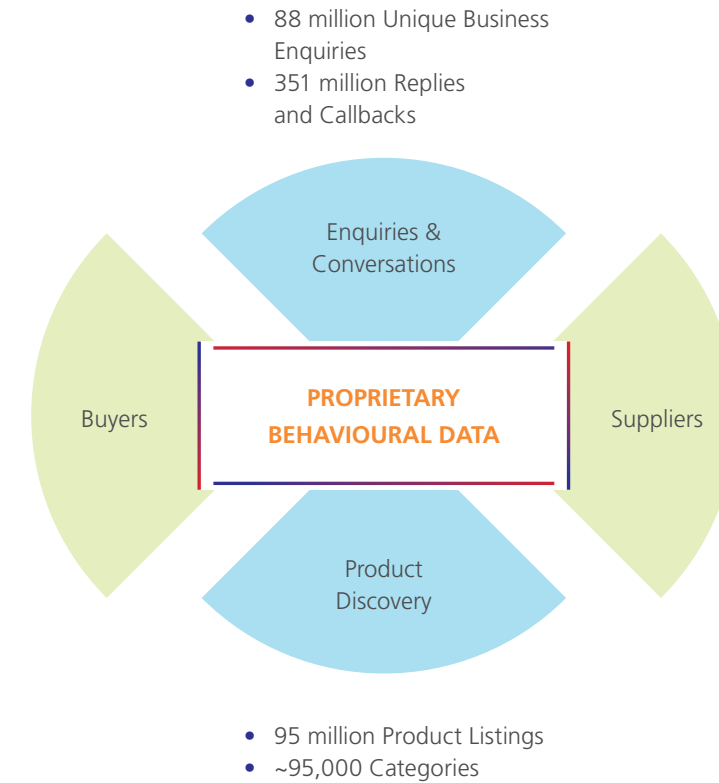 • 88 million Unique Business
Enquiries
• 351 million Replies
and Callbacks
Enquiries &
Conversations
Buyers
PROPRIETARY
BEHAVIOURAL DATA
Suppliers
Product
Discovery
• 95 million Product Listings
• ~95,000 Categories